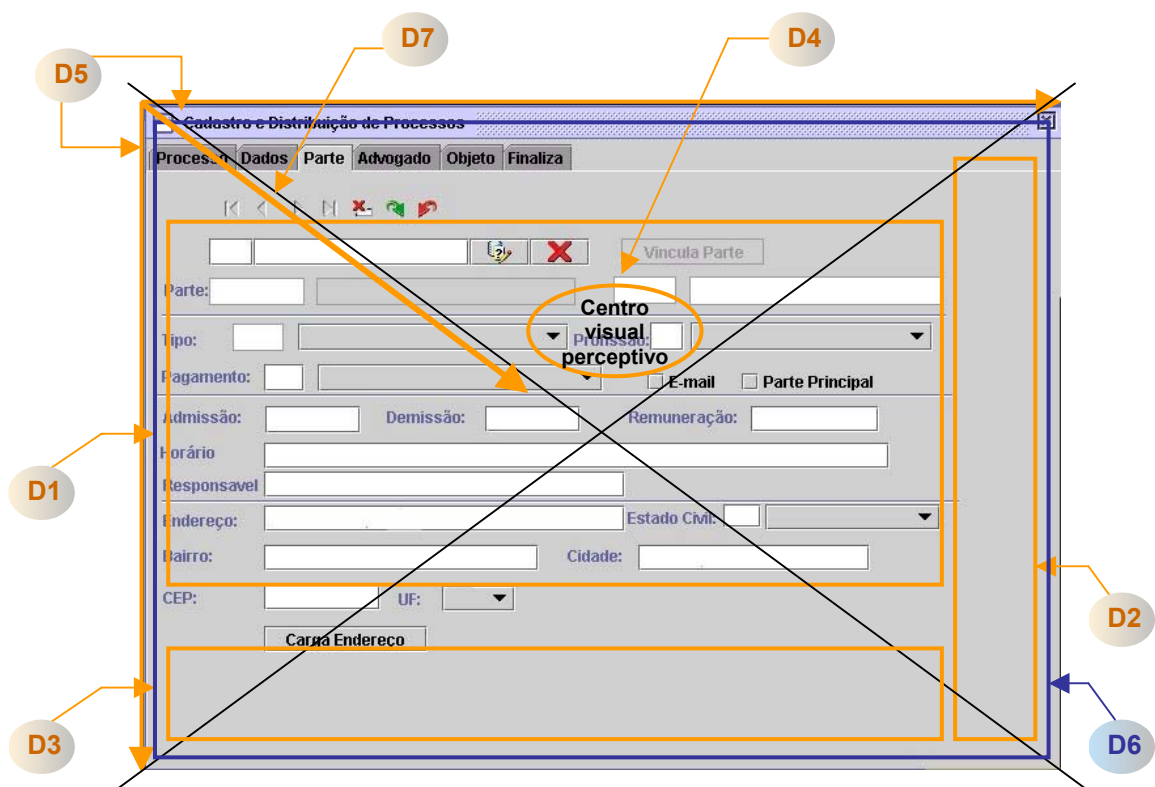 D7
D4
D5
Cadastro e Distribuição de Processos
Processo Dados Parte Advogado Objeto Finaliza
Vincula Parte
Parte:
Centro
visual
perceptivo
Tipo:
Profissão:
Pagamento:
E-mail
Parte Principal
Admissão:
Demissão:
Remuneração:
Horário
D1
Responsavel
Endereço:
Estado Civil:
Bairro:
Cidade:
CEP:
UF:
D2
Carga Endereço
D3
D6